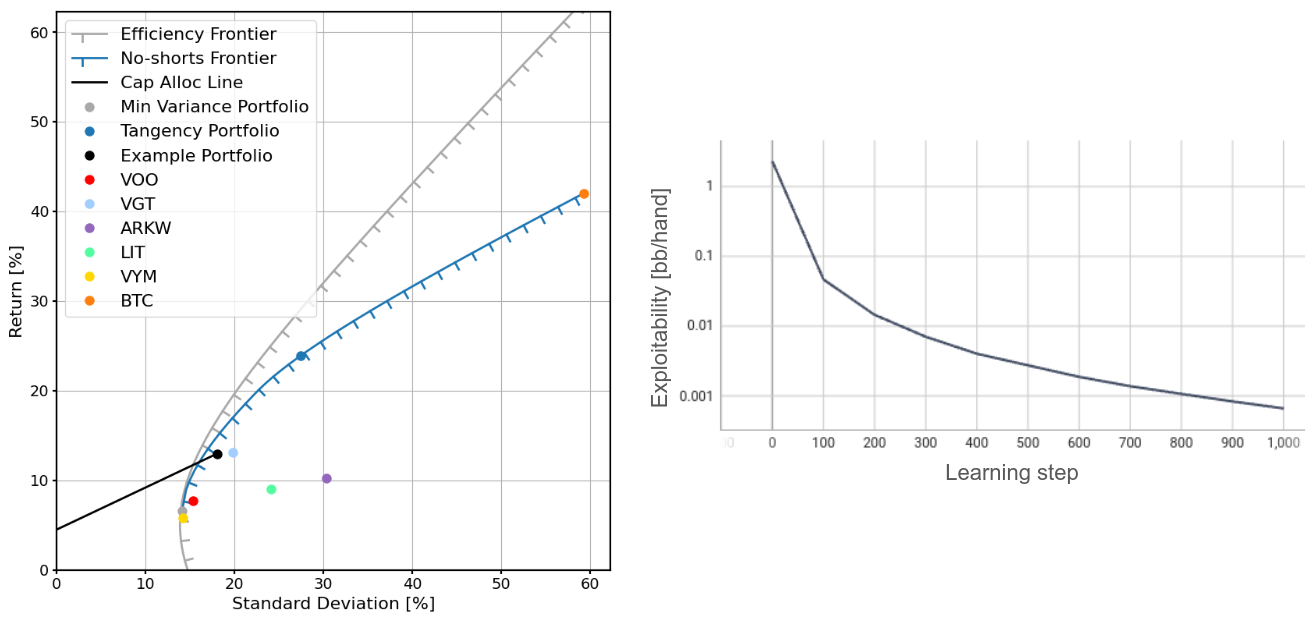 60
50
40
30
20
10
0
Return [%]
Efficiency Frontier
No-shorts Frontier
Cap Alloc Line
Min Variance Portfolio
Tangency Portfolio
Example Portfolio
VOO
VGT
ARKW
LIT
VYM
BTC
0 10 20 30 40 50 60
Standard Deviation [%]
Exploitability [bb/hand]
1
0.1
0.01
0.001
0 100 200 300 400 500 600 700 800 900 1,000
Learning step